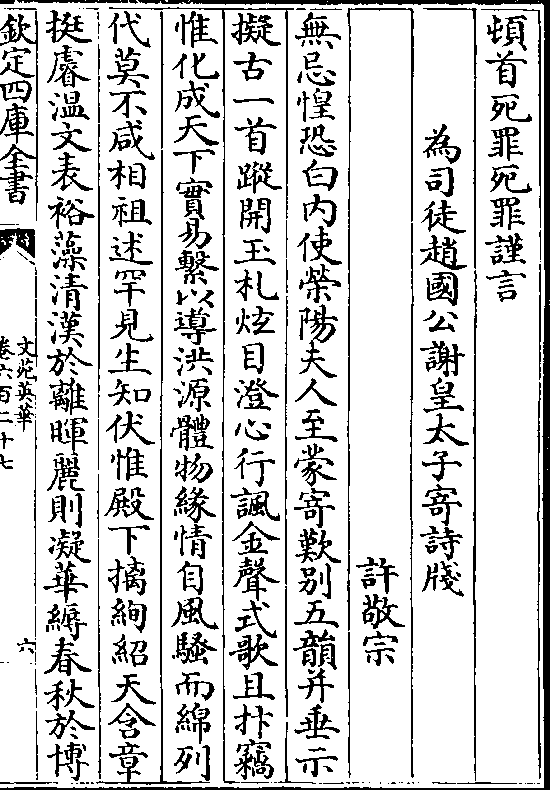 頓首死罪死罪謹言
為司徒趙國公謝皇太子寄詩牋
許敬宗
無忌惶恐白內使滎陽夫人至蒙寄歎別五韻并垂示
擬古一首蹤開玉札炫目澄心行諷金聲式歌且抃竊
惟化成天下實易繫以導洪源體物緣情自風騷而綿列
代莫不咸相祖述罕見生知伏惟殿下摛絢紹天含章
挺睿溫文表裕藻清漢於離暉麗則凝華縟春秋於博
欽定四庫全書
文苑英華
卷六百二十七
六